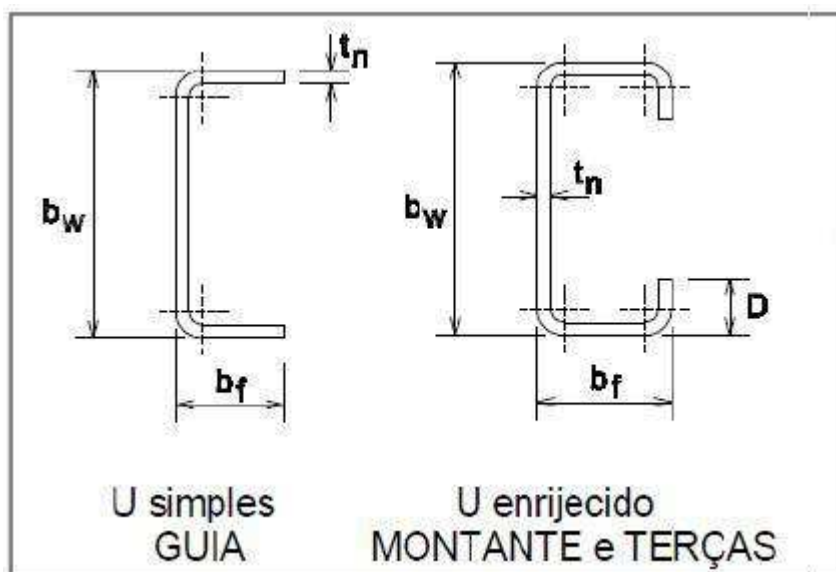 tn
bw
bf
tn
bw
D
bf
U simples
GUIA
U enrijecido
MONTANTE e TERÇAS